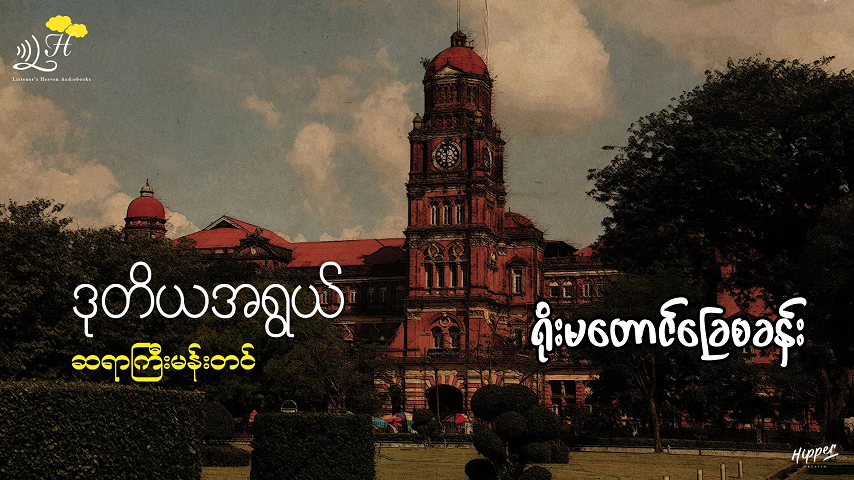 H
Listener's Heaven Audiobooks
ဒုတိယအရွယ်
ဆရာကြီးမန်းတင်
ရိုးမတောင်ခြေစခန်း
Hipper
CREATIO